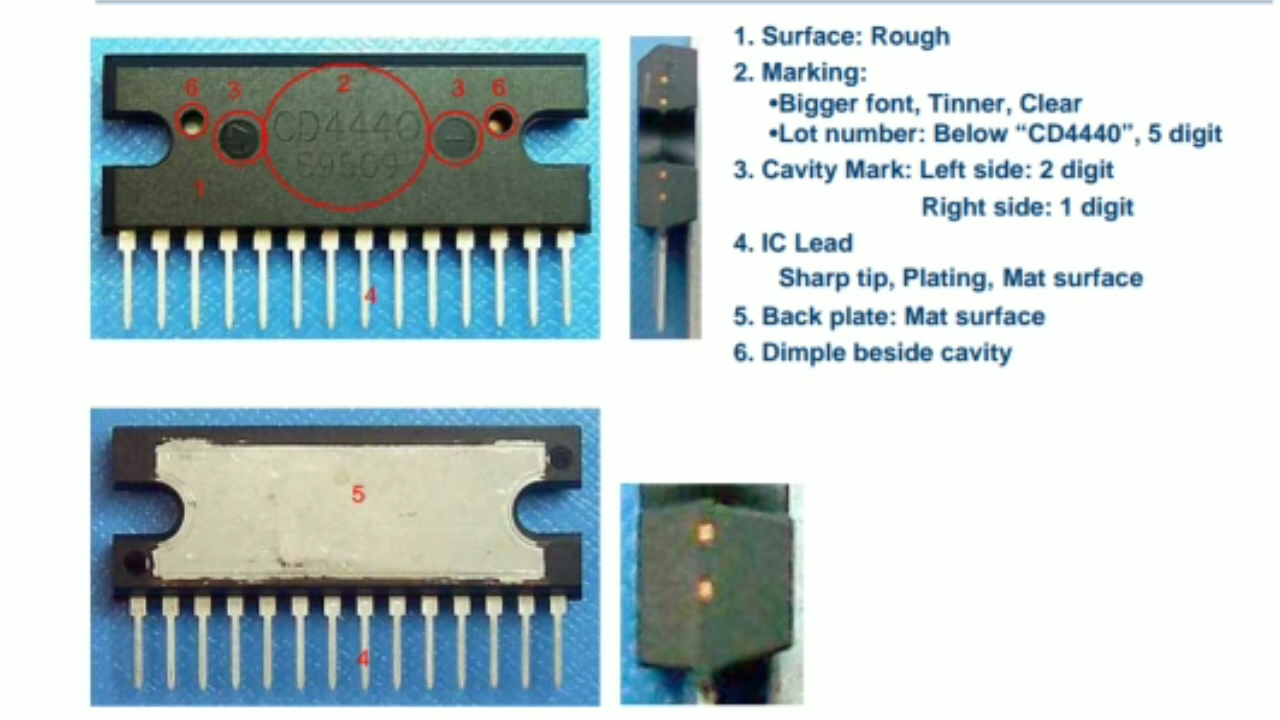 6
3
2
3
6
CD4440
1
4
1. Surface: Rough
2. Marking:
•Bigger font, Tinner, Clear
•Lot number: Below “CD4440”, 5 digit
3. Cavity Mark: Left side: 2 digit
Right side: 1 digit
4. IC Lead
Sharp tip, Plating, Mat surface
5. Back plate: Mat surface
6. Dimple beside cavity
5
4